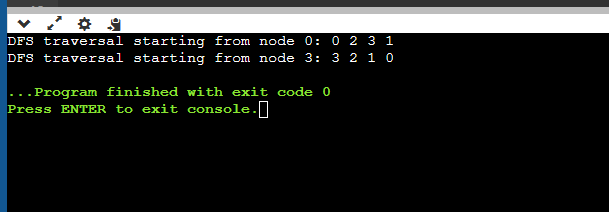 DFS traversal starting from node 0: 0 2 3 1
DFS traversal starting from node 3: 3 2 1 0
...Program finished with exit code 0
Press ENTER to exit console.